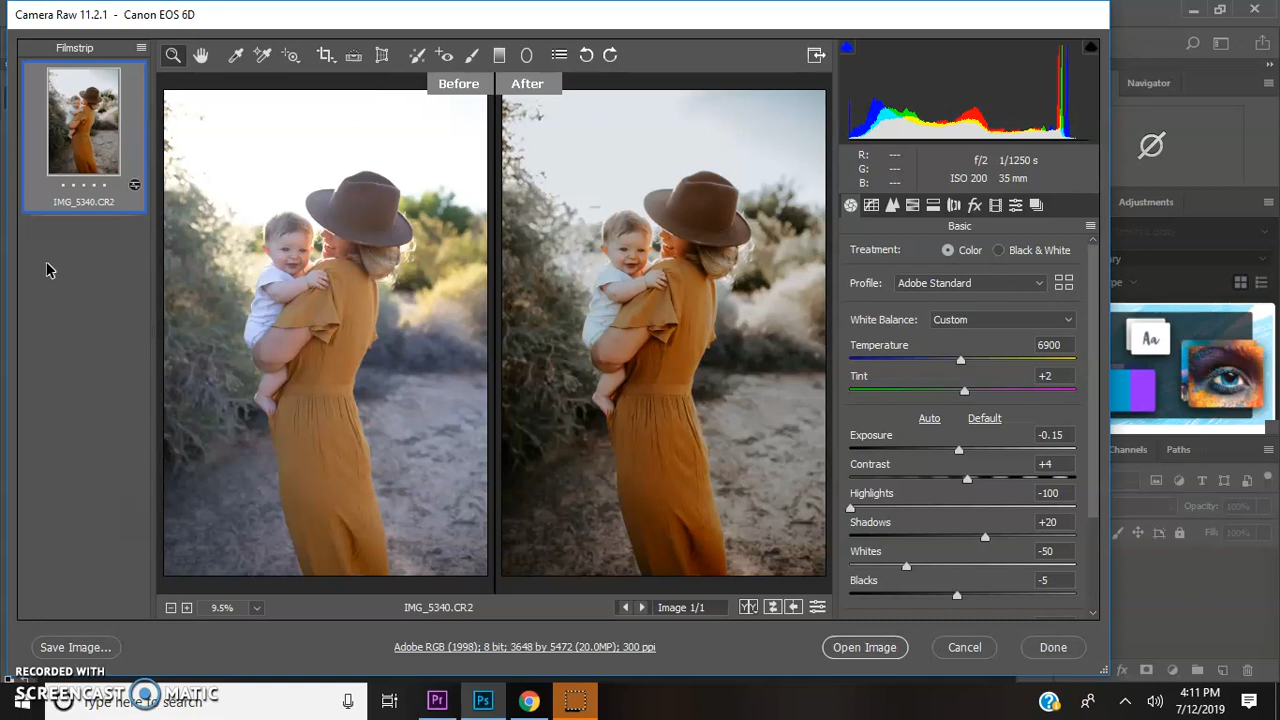 Camera Raw 11.2.1 - Canon EOS 6D
Filmstrip
IMG_5340.CR2
Before
After
R: ---
G: ---
B: ---
f/2 1/1250 s
ISO 200 35 mm
Basic
Treatment: Color Black & White
Profile: Adobe Standard
White Balance: Custom
Temperature 6900
Tint +2
Auto Default
Exposure -0.15
Contrast +4
Highlights -100
Shadows +20
Whites -50
Blacks -5
9.5%
IMG_5340.CR2
Image 1/1
Save Image...
Adobe RGB (1998); 8 bit; 3648 by 5472 (20.0MP); 300 ppi
Open Image
Cancel
Done
Navigator
Adjustments
Aa
Channels
Paths
Opacity: 100%
Fill: 100%
RECORDED WITH
SCREENCAST MATIC
Type here to search
Pr
Ps
4:11 PM
7/12/2019